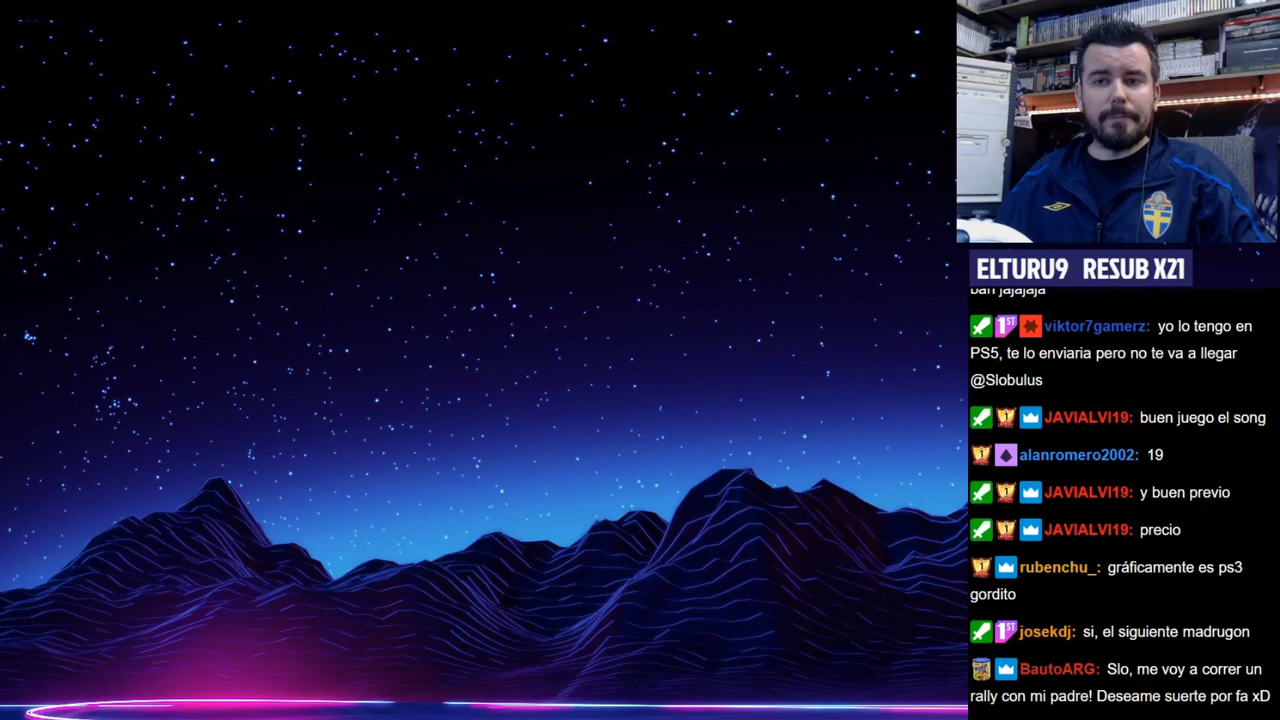 ELTURU9 RESUB X21
ban jajajaja
viktor7gamerz: yo lo tengo en
PS5, te lo enviaria pero no te va a llegar
@Slobulus
JAVIALVI19: buen juego el song
alanromero2002: 19
JAVIALVI19: y buen previo
JAVIALVI19: precio
rubenchu_: gráficamente es ps3
gordito
josekdj: si, el siguiente madrugon
BautoARG: Slo, me voy a correr un
rally con mi padre! Deseame suerte por fa xD